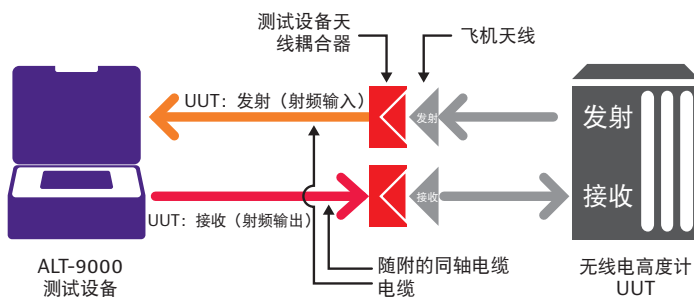 测试设备天
线耦合器
飞机天线
UUT：发射（射频输入）
发射
发射
UUT：接收（射频输出）
接收
接收
随附的同轴电缆
电缆
ALT-9000
测试设备
无线电高度计
UUT